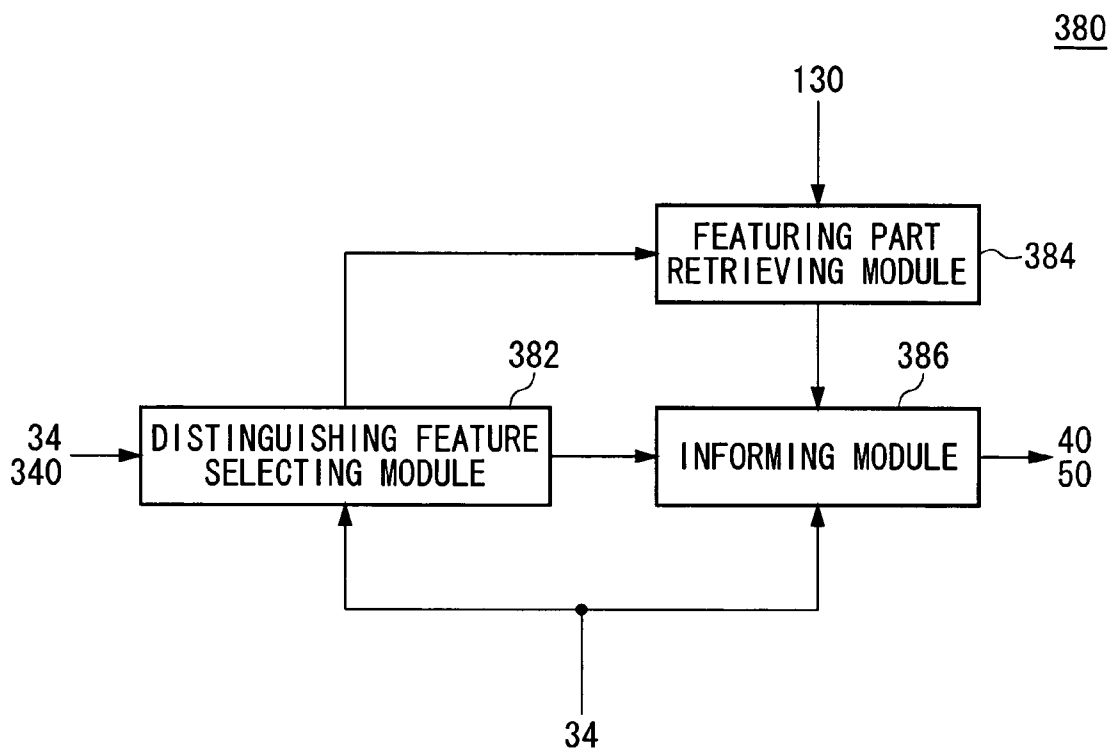 380
130
FEATURING PART
RETRIEVING MODULE
384
382
386
34
340
DISTINGUISHING FEATURE
SELECTING MODULE
INFORMING MODULE
40
50
34